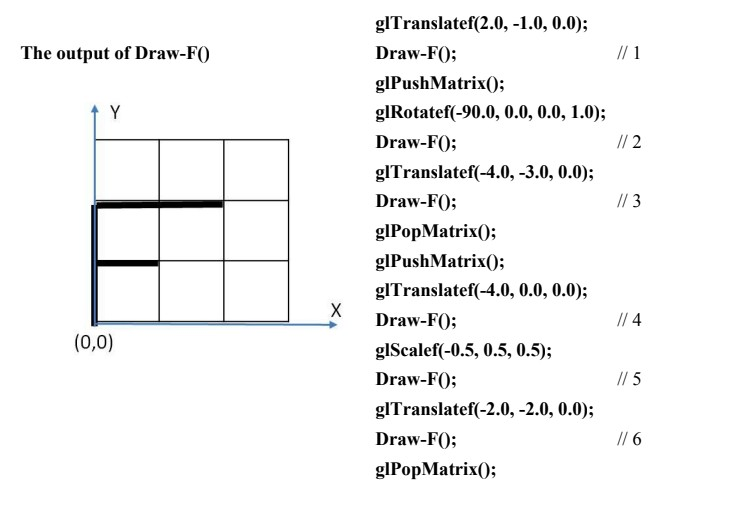 The output of Draw-F()
Y
X
(0,0)
glTranslatef(2.0, -1.0, 0.0);
Draw-F(); // 1
glPushMatrix();
glRotatef(-90.0, 0.0, 0.0, 1.0);
Draw-F(); // 2
glTranslatef(-4.0, -3.0, 0.0);
Draw-F(); // 3
glPopMatrix();
glPushMatrix();
glTranslatef(-4.0, 0.0, 0.0);
Draw-F(); // 4
glScalef(-0.5, 0.5, 0.5);
Draw-F(); // 5
glTranslatef(-2.0, -2.0, 0.0);
Draw-F(); // 6
glPopMatrix();